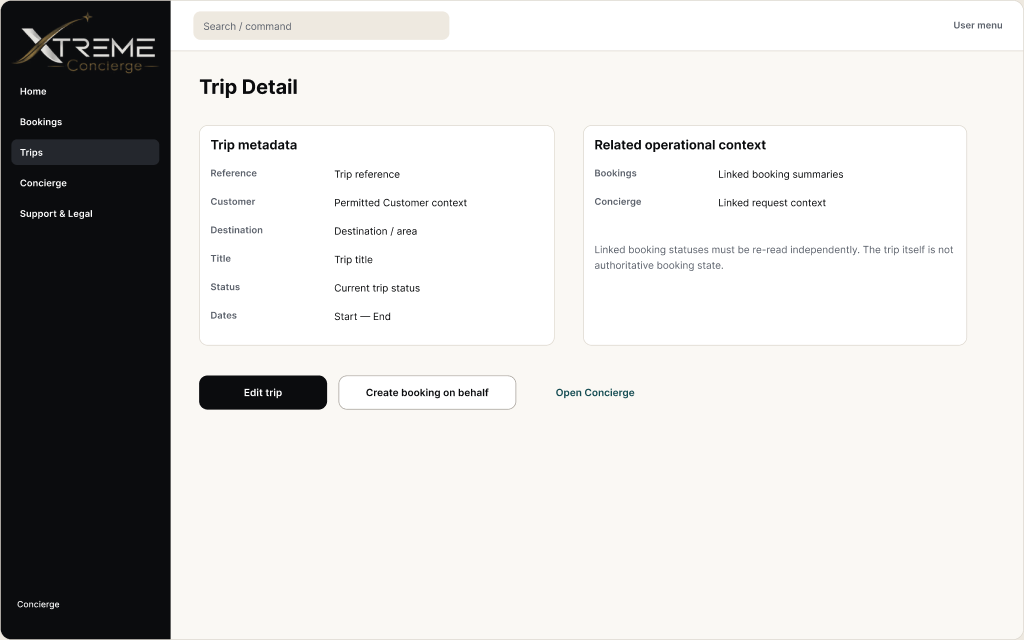 XTREME
Concierge
Home
Bookings
Trips
Concierge
Support & Legal
Concierge
Search / command
User menu
Trip Detail
Trip metadata
Reference Trip reference
Customer Permitted Customer context
Destination Destination / area
Title Trip title
Status Current trip status
Dates Start — End
Related operational context
Bookings Linked booking summaries
Concierge Linked request context
Linked booking statuses must be re-read independently. The trip itself is not
authoritative booking state.
Edit trip
Create booking on behalf
Open Concierge